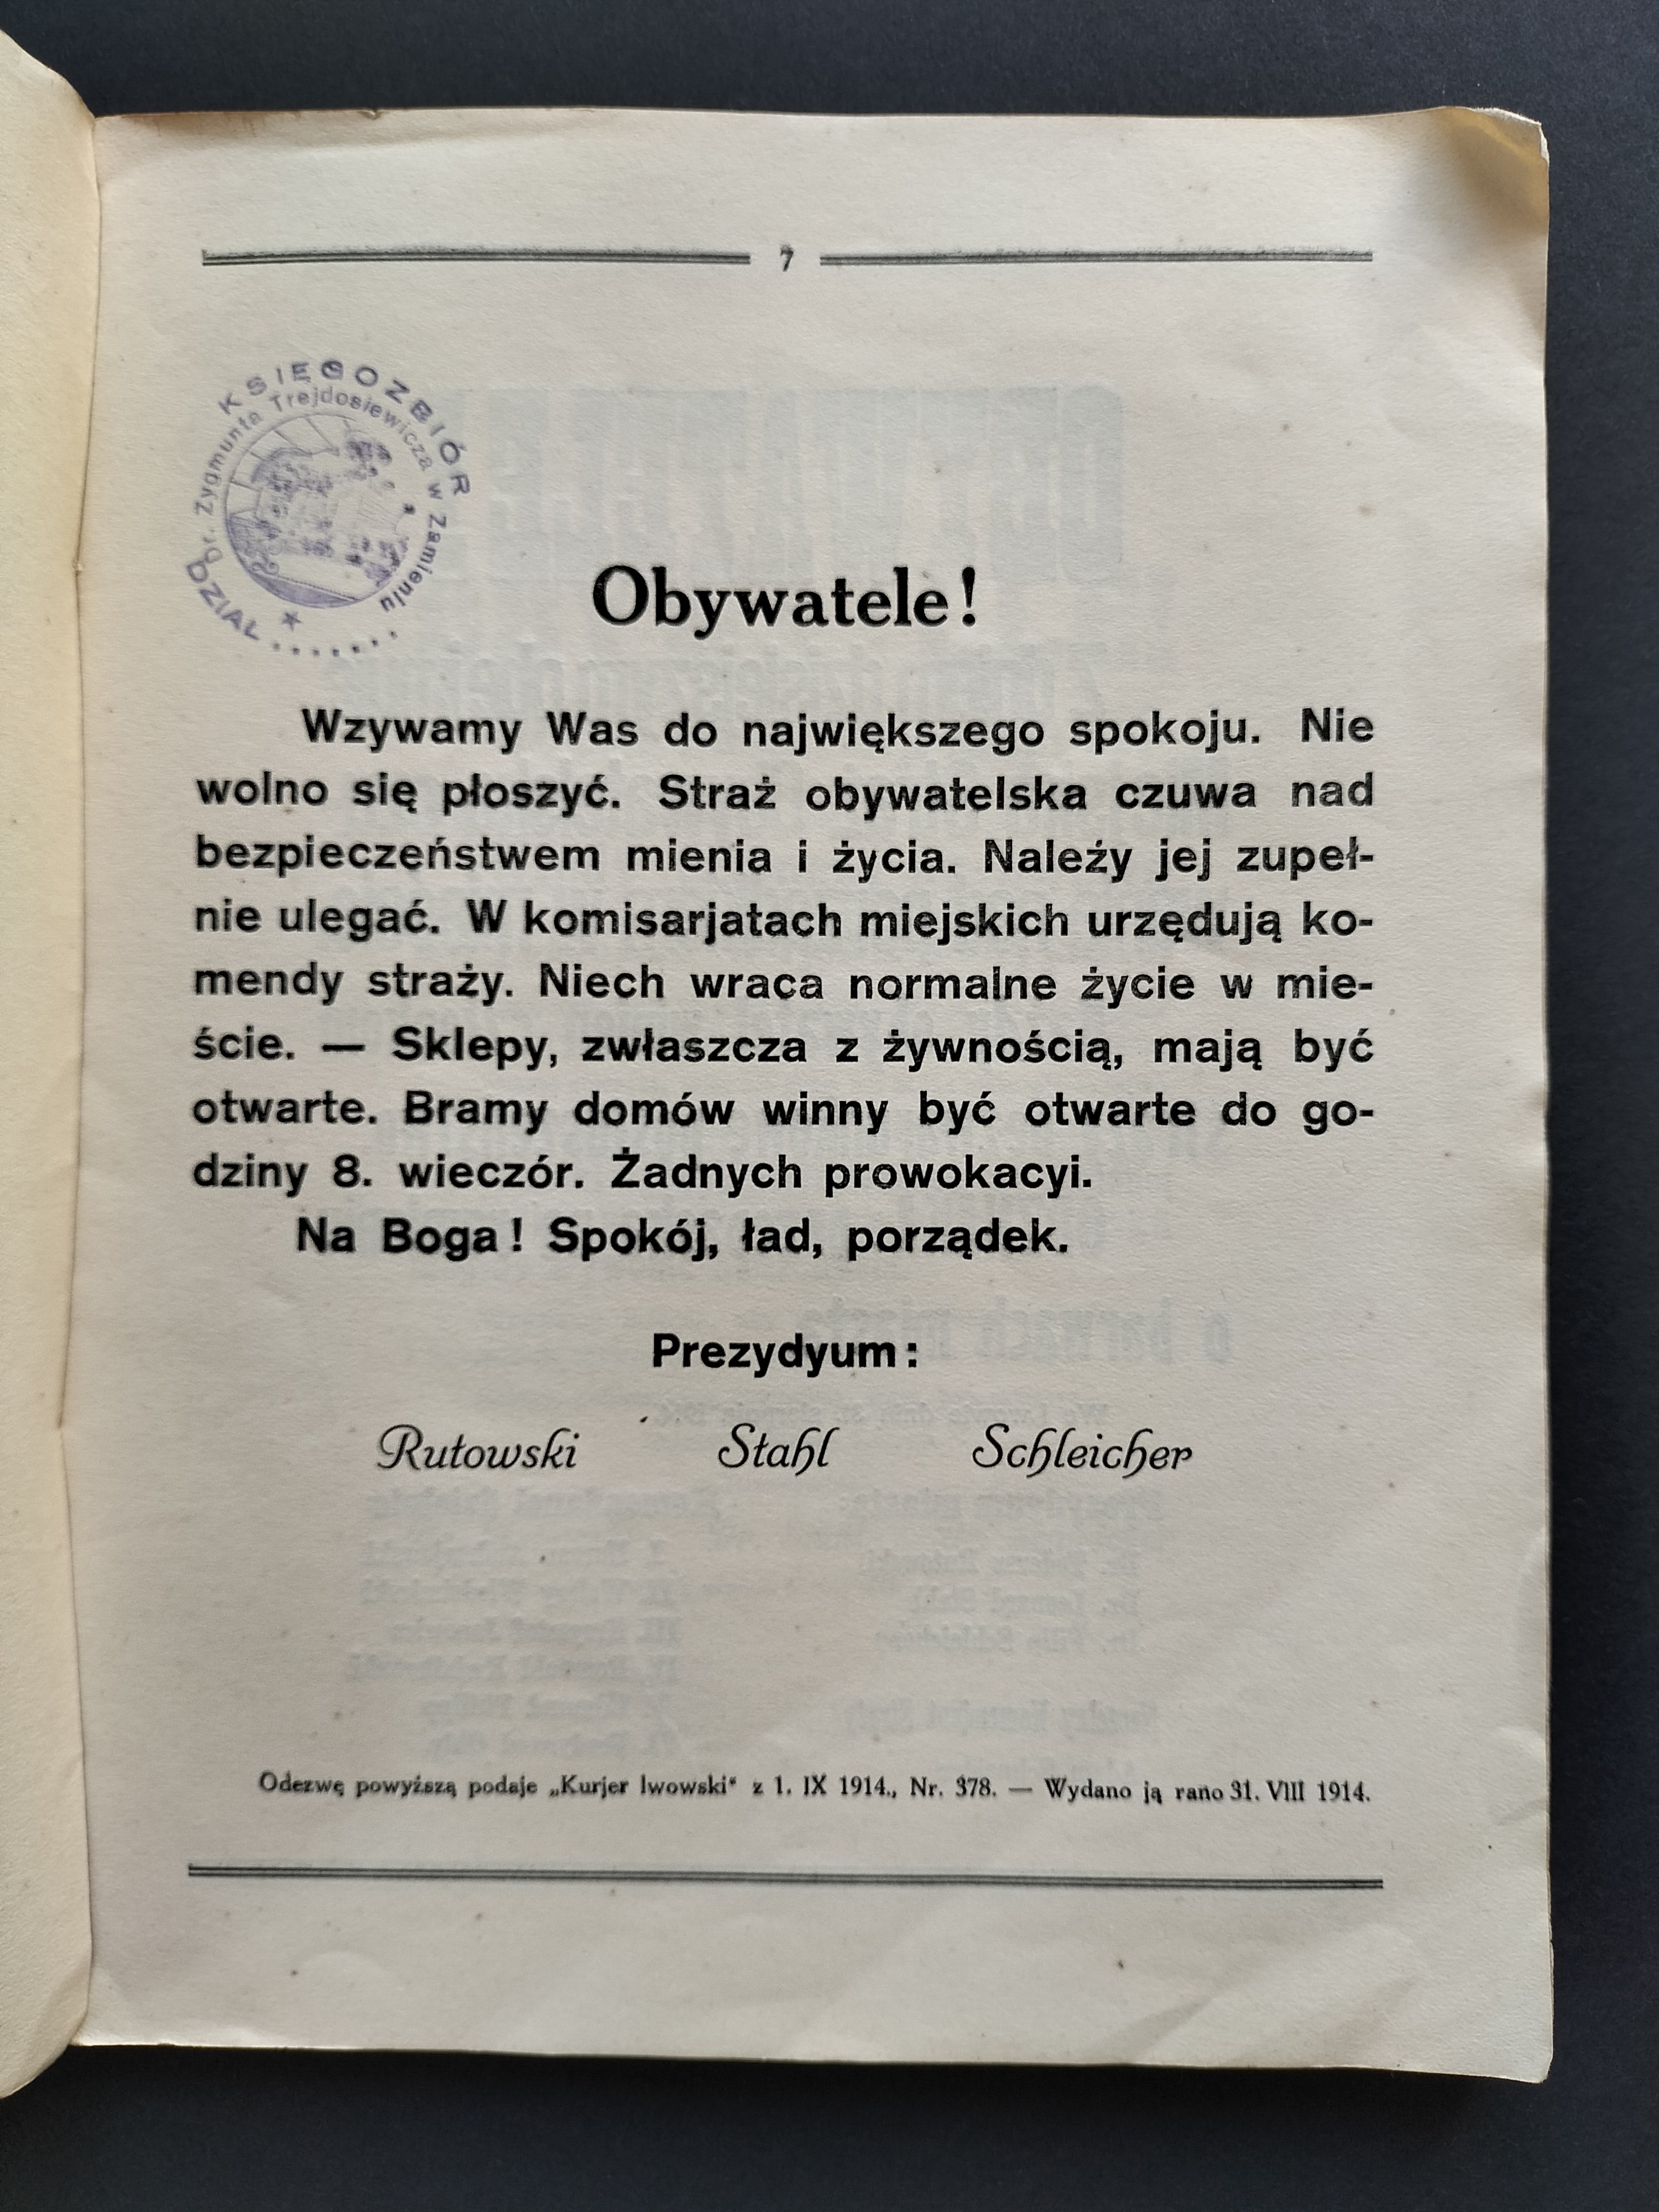 7
KSIĘGOZBIÓR
Dr. Zygmunta Trejdosiewicza w Zamieniu
DZIAŁ
Obywatele!
Wzywamy Was do największego spokoju. Nie
wolno się płoszyć. Straż obywatelska czuwa nad
bezpieczeństwem mienia i życia. Należy jej zupeł-
nie ulegać. W komisarjatach miejskich urzędują ko-
mendy straży. Niech wraca normalne życie w mie-
ście. — Sklepy, zwłaszcza z żywnością, mają być
otwarte. Bramy domów winny być otwarte do go-
dziny 8. wieczór. Żadnych prowokacyi.
Na Boga! Spokój, ład, porządek.
Prezydyum:
Rutowski Stahl Schleicher
Odezwę powyższą podaje „Kurjer lwowski“ z 1. IX 1914., Nr. 378. — Wydano ją rano 31. VIII 1914.